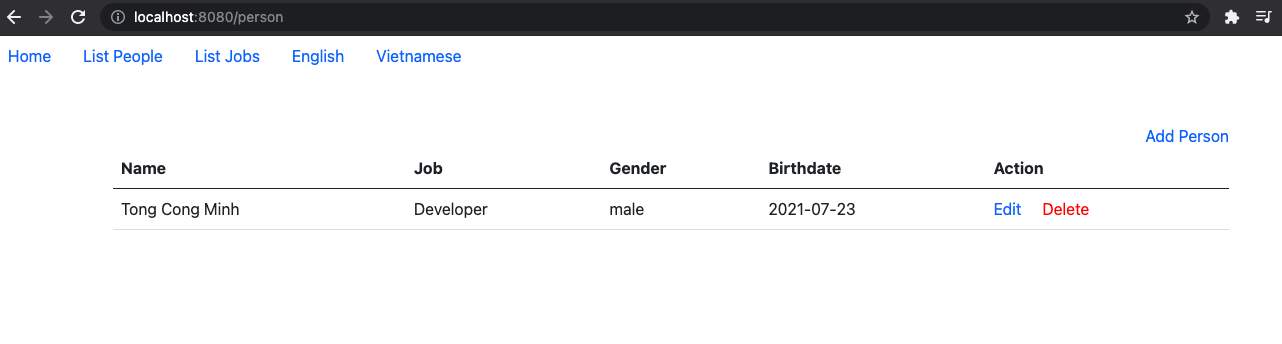 localhost:8080/person
Home List People List Jobs English Vietnamese
Add Person
Name Job Gender Birthdate Action
Tong Cong Minh Developer male 2021-07-23 Edit Delete